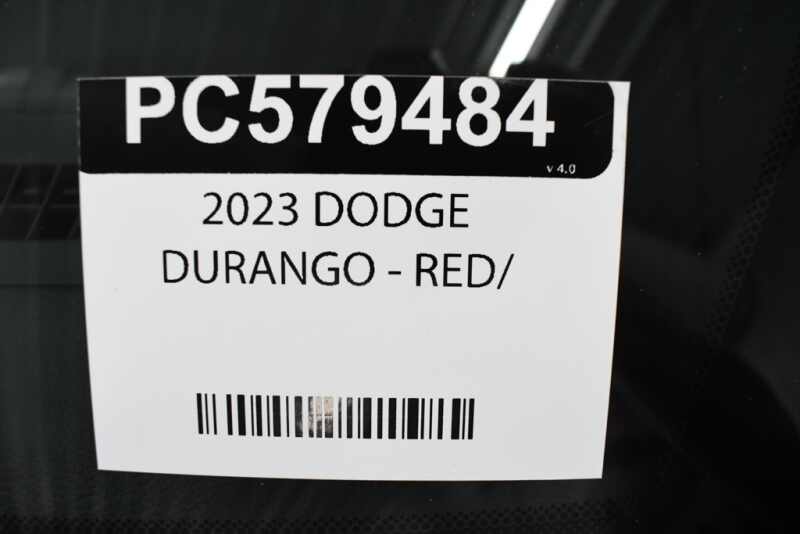 PC579484
v 4.0
2023 DODGE
DURANGO - RED/